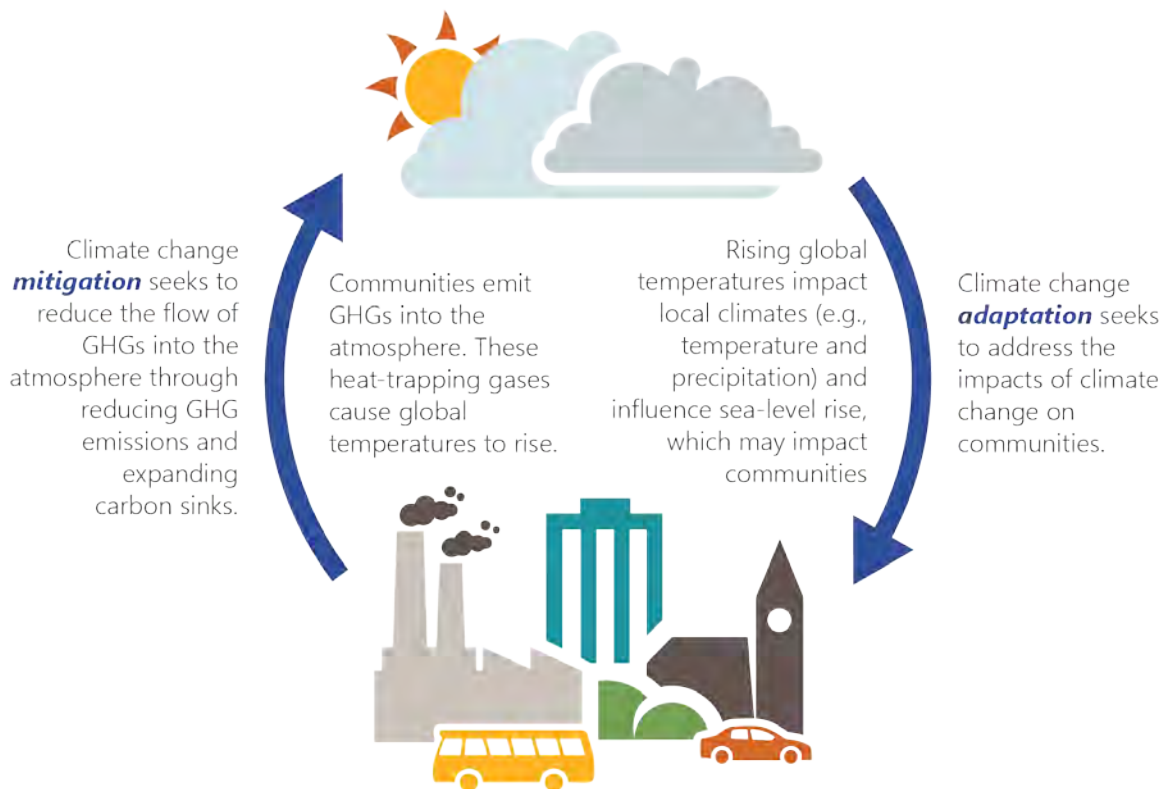 Climate change
mitigation seeks to
reduce the flow of
GHGs into the
atmosphere through
reducing GHG
emissions and
expanding
carbon sinks.
Communities emit
GHGs into the
atmosphere. These
heat-trapping gases
cause global
temperatures to rise.
Rising global
temperatures impact
local climates (e.g.,
temperature and
precipitation) and
influence sea-level rise,
which may impact
communities
Climate change
adaptation seeks
to address the
impacts of climate
change on
communities.